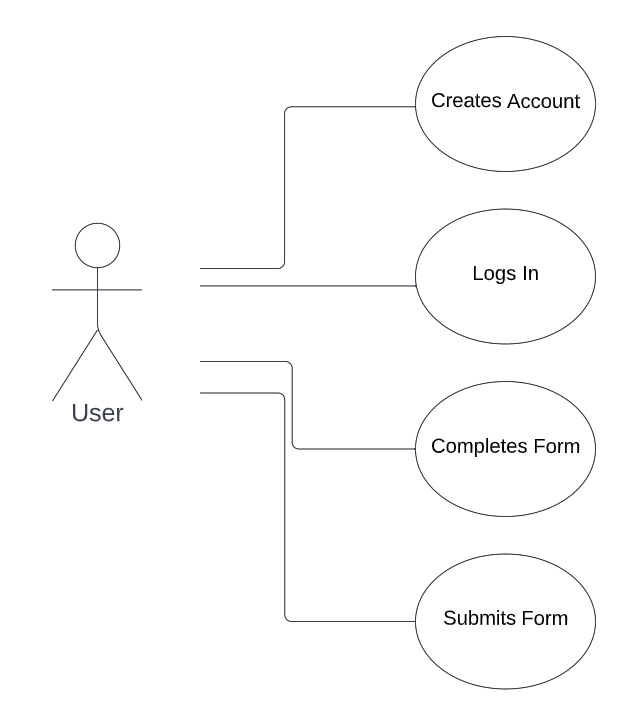 Creates Account
Logs In
User
Completes Form
Submits Form